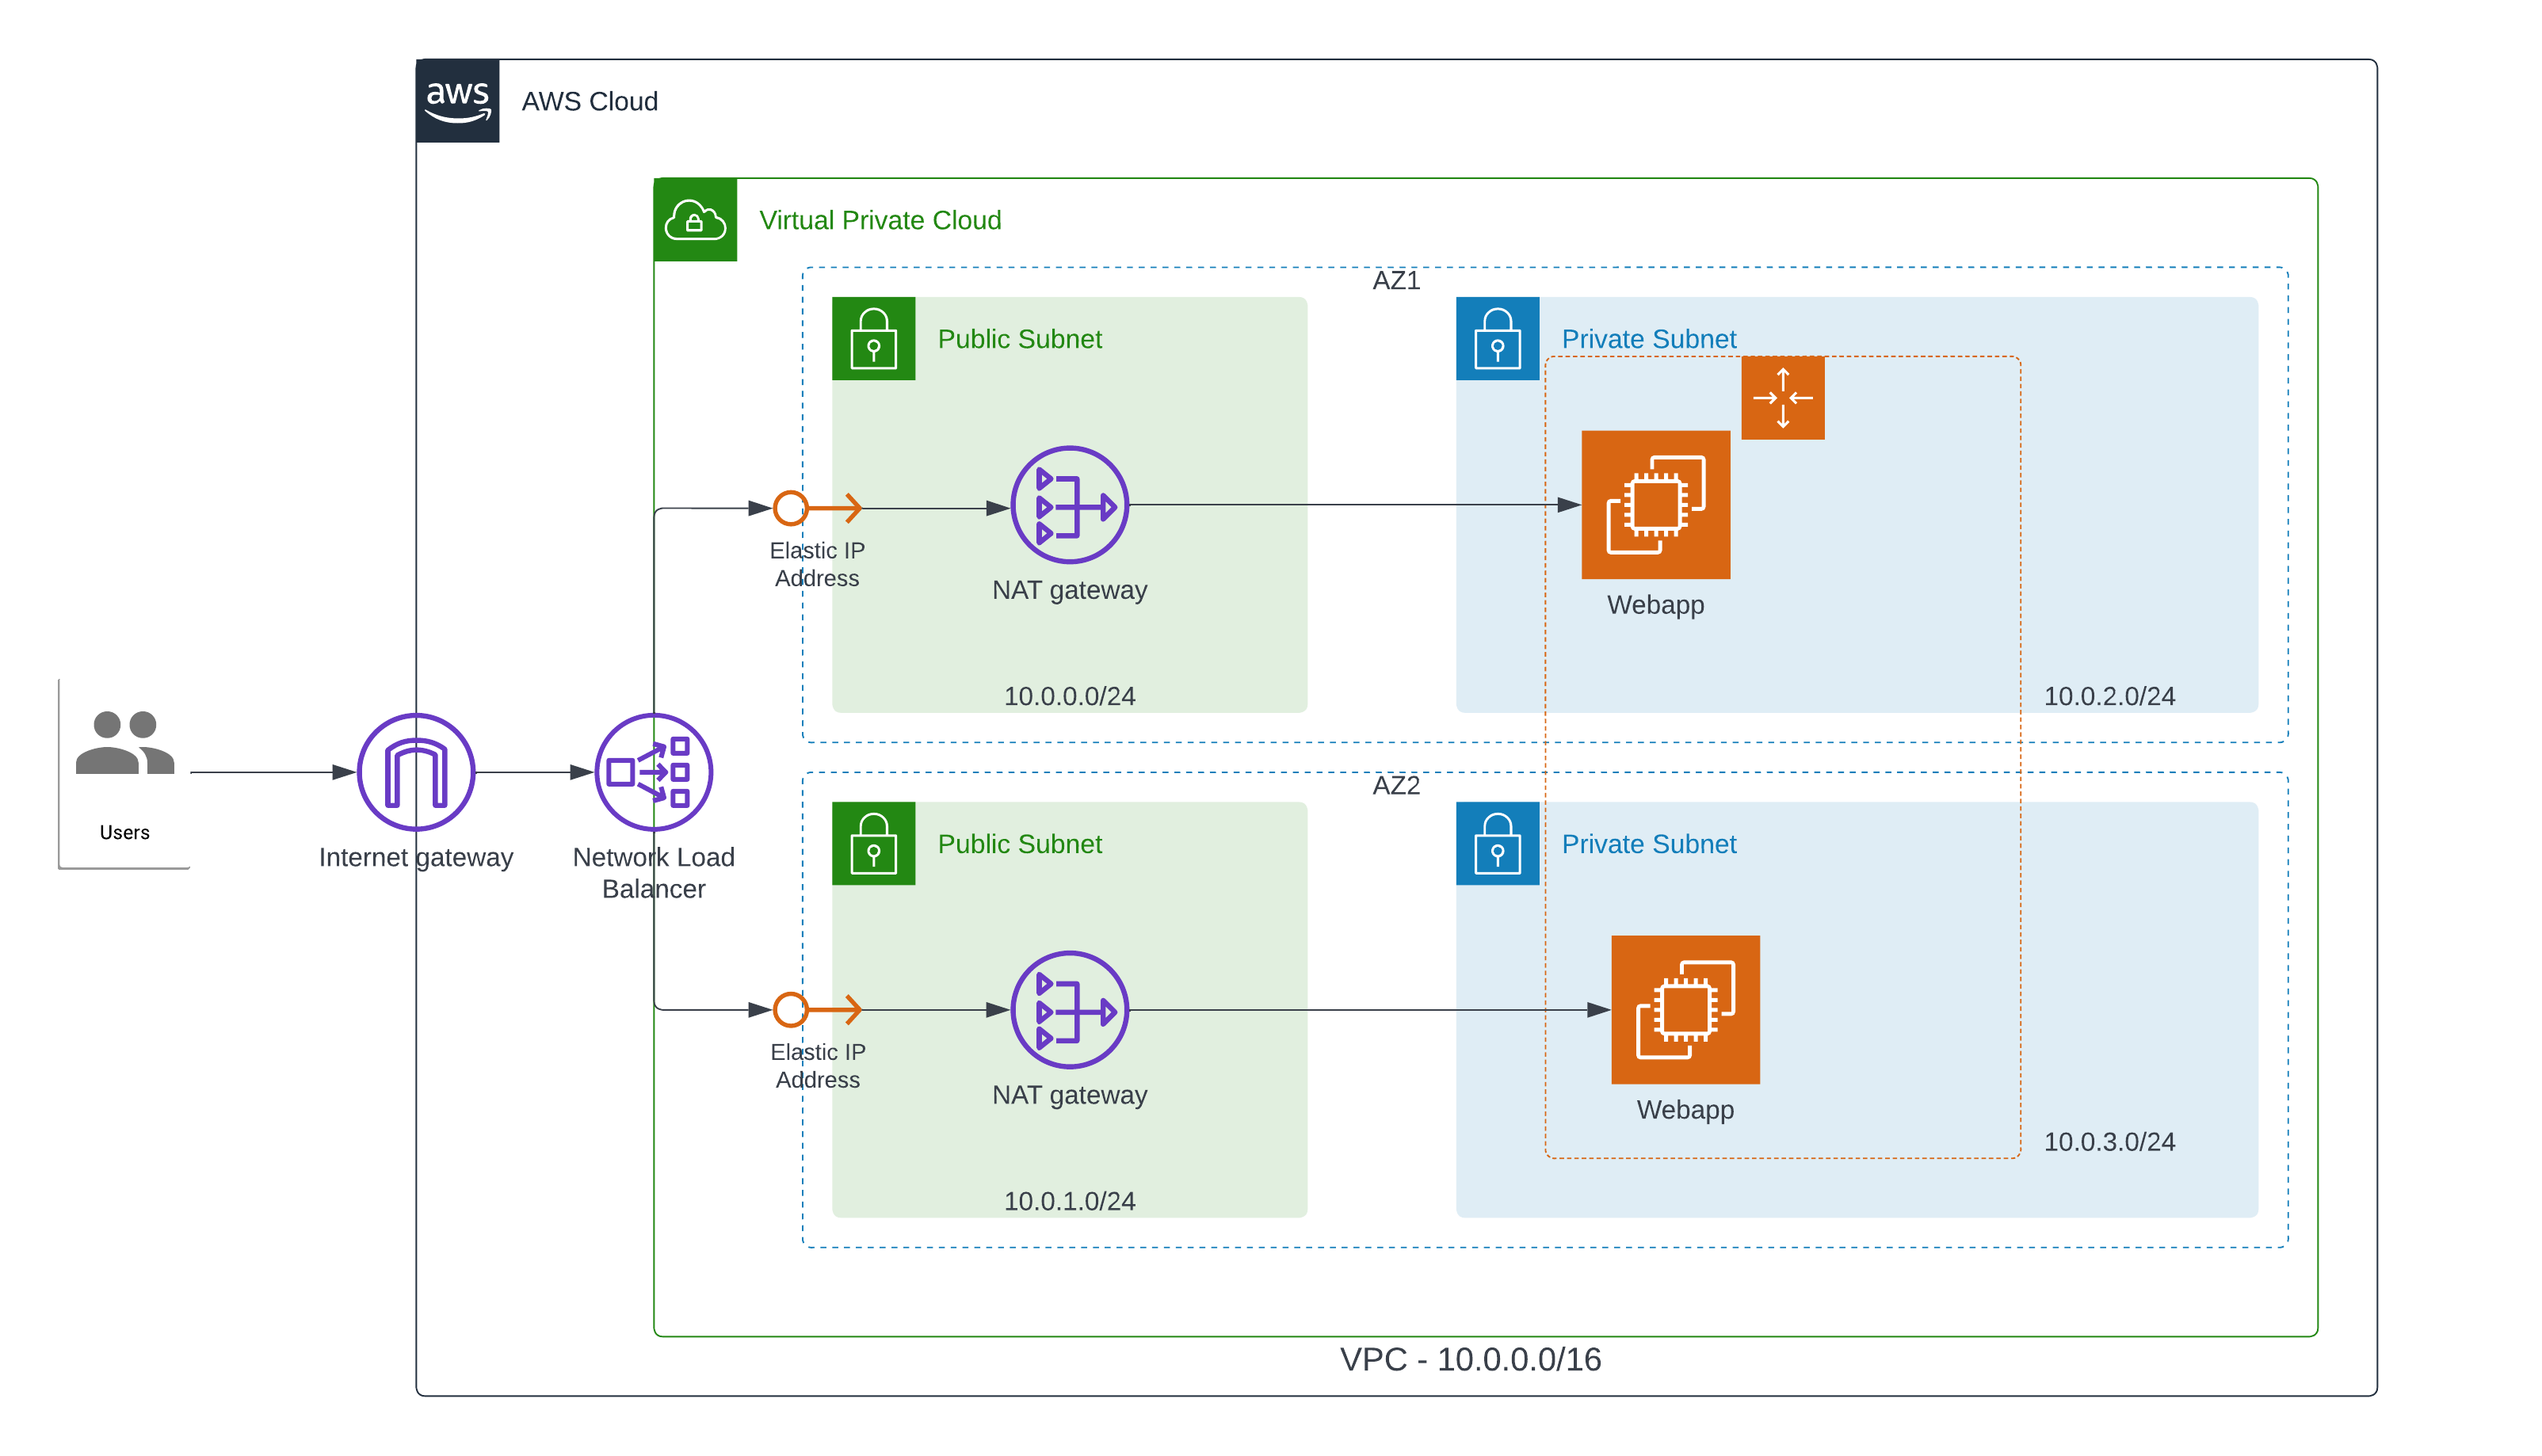 aws
AWS Cloud
Virtual Private Cloud
AZ1
Public Subnet
Private Subnet
Elastic IP
Address
NAT gateway
Webapp
10.0.0.0/24
10.0.2.0/24
Users
Internet gateway
Network Load
Balancer
AZ2
Public Subnet
Private Subnet
Elastic IP
Address
NAT gateway
Webapp
10.0.3.0/24
10.0.1.0/24
VPC - 10.0.0.0/16